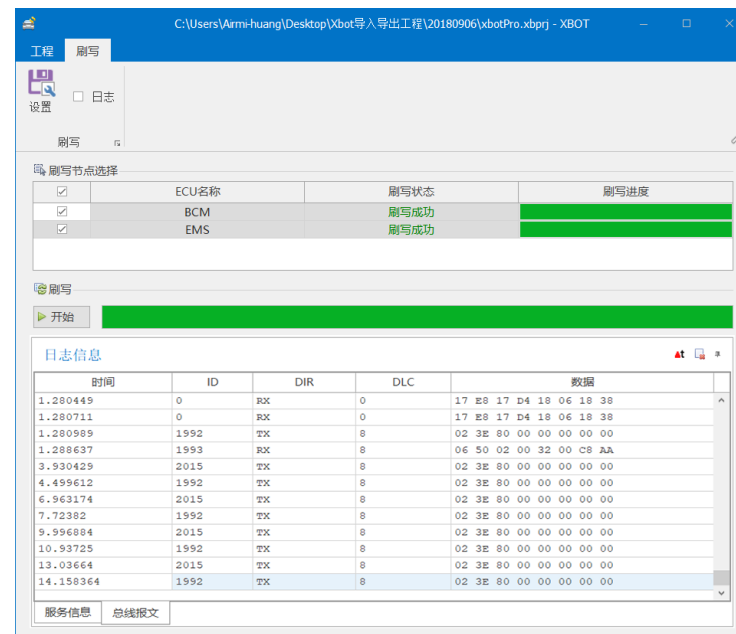 C:\Users\Airmi-huang\Desktop\Xbot导入导出工程\20180906\xbotPro.xbprj - XBOT
工程 刷写
设置 日志
刷写
刷写节点选择
ECU名称 刷写状态 刷写进度
BCM 刷写成功
EMS 刷写成功
刷写
开始
日志信息 t
时间 ID DIR DLC 数据
1.280449 0 RX 0 17 E8 17 D4 18 06 18 38
1.280711 0 RX 0 17 E8 17 D4 18 06 18 38
1.280989 1992 TX 8 02 3E 80 00 00 00 00 00
1.288637 1993 RX 8 06 50 02 00 32 00 C8 AA
3.930429 2015 TX 8 02 3E 80 00 00 00 00 00
4.499612 1992 TX 8 02 3E 80 00 00 00 00 00
6.963174 2015 TX 8 02 3E 80 00 00 00 00 00
7.72382 1992 TX 8 02 3E 80 00 00 00 00 00
9.996884 2015 TX 8 02 3E 80 00 00 00 00 00
10.93725 1992 TX 8 02 3E 80 00 00 00 00 00
13.03664 2015 TX 8 02 3E 80 00 00 00 00 00
14.158364 1992 TX 8 02 3E 80 00 00 00 00 00
服务信息 总线报文